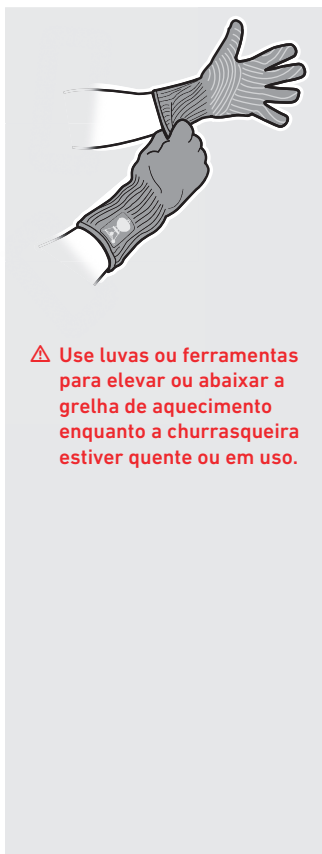 ⚠ Use luvas ou ferramentas
para elevar ou abaixar a
grelha de aquecimento
enquanto a churrasqueira
estiver quente ou em uso.